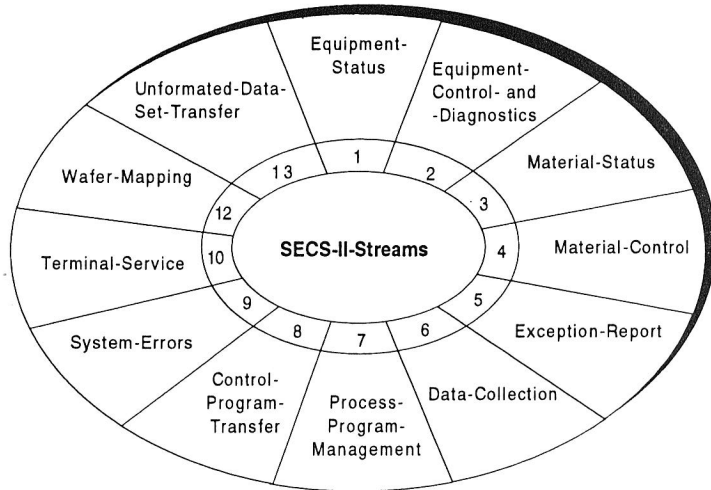 Equipment-
Status
1
Equipment-
Control- and
-Diagnostics
2
Material-Status
3
Material-Control
4
Exception-Report
5
Data-Collection
6
Process-
Program-
Management
7
Control-
Program-
Transfer
8
System-Errors
9
Terminal-Service
10
Wafer-Mapping
12
Unformated-Data-
Set-Transfer
13
SECS-II-Streams